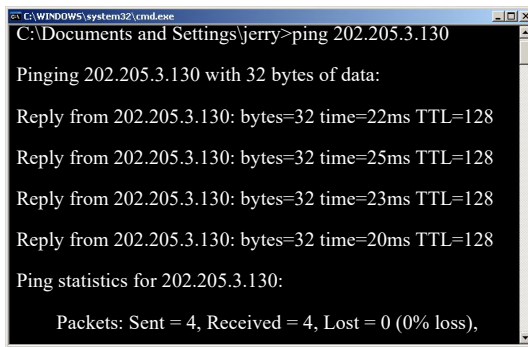 C:\WINDOWS\system32\cmd.exe
C:\Documents and Settings\jerry>ping 202.205.3.130
Pinging 202.205.3.130 with 32 bytes of data:
Reply from 202.205.3.130: bytes=32 time=22ms TTL=128
Reply from 202.205.3.130: bytes=32 time=25ms TTL=128
Reply from 202.205.3.130: bytes=32 time=23ms TTL=128
Reply from 202.205.3.130: bytes=32 time=20ms TTL=128
Ping statistics for 202.205.3.130:
Packets: Sent = 4, Received = 4, Lost = 0 (0% loss),